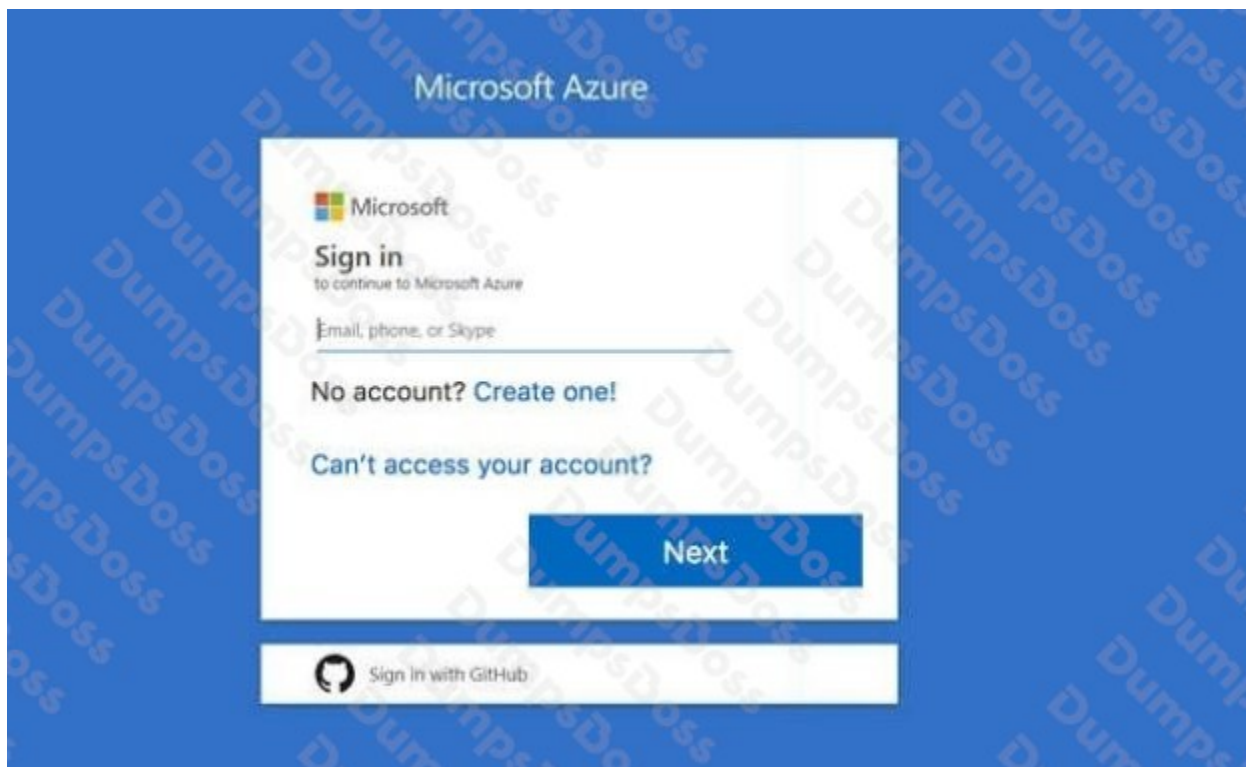 Microsoft Azure
Microsoft
Sign in
to continue to Microsoft Azure
Email, phone, or Skype
No account? Create one!
Can't access your account?
Next
Sign in with GitHub
DumpsDoss